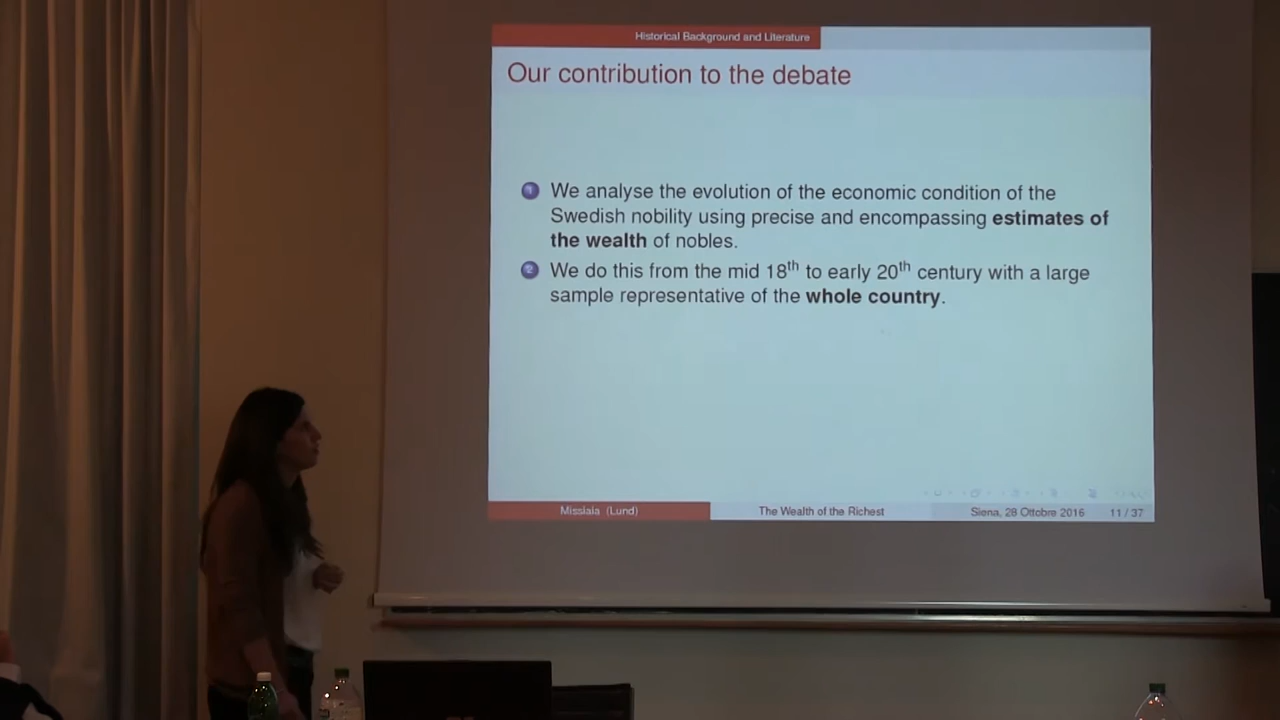 Historical Background and Literature
Our contribution to the debate
1 We analyse the evolution of the economic condition of the
Swedish nobility using precise and encompassing estimates of
the wealth of nobles.
2 We do this from the mid 18th to early 20th century with a large
sample representative of the whole country.
Missiaia (Lund) The Wealth of the Richest Siena, 28 Ottobre 2016 11 / 37